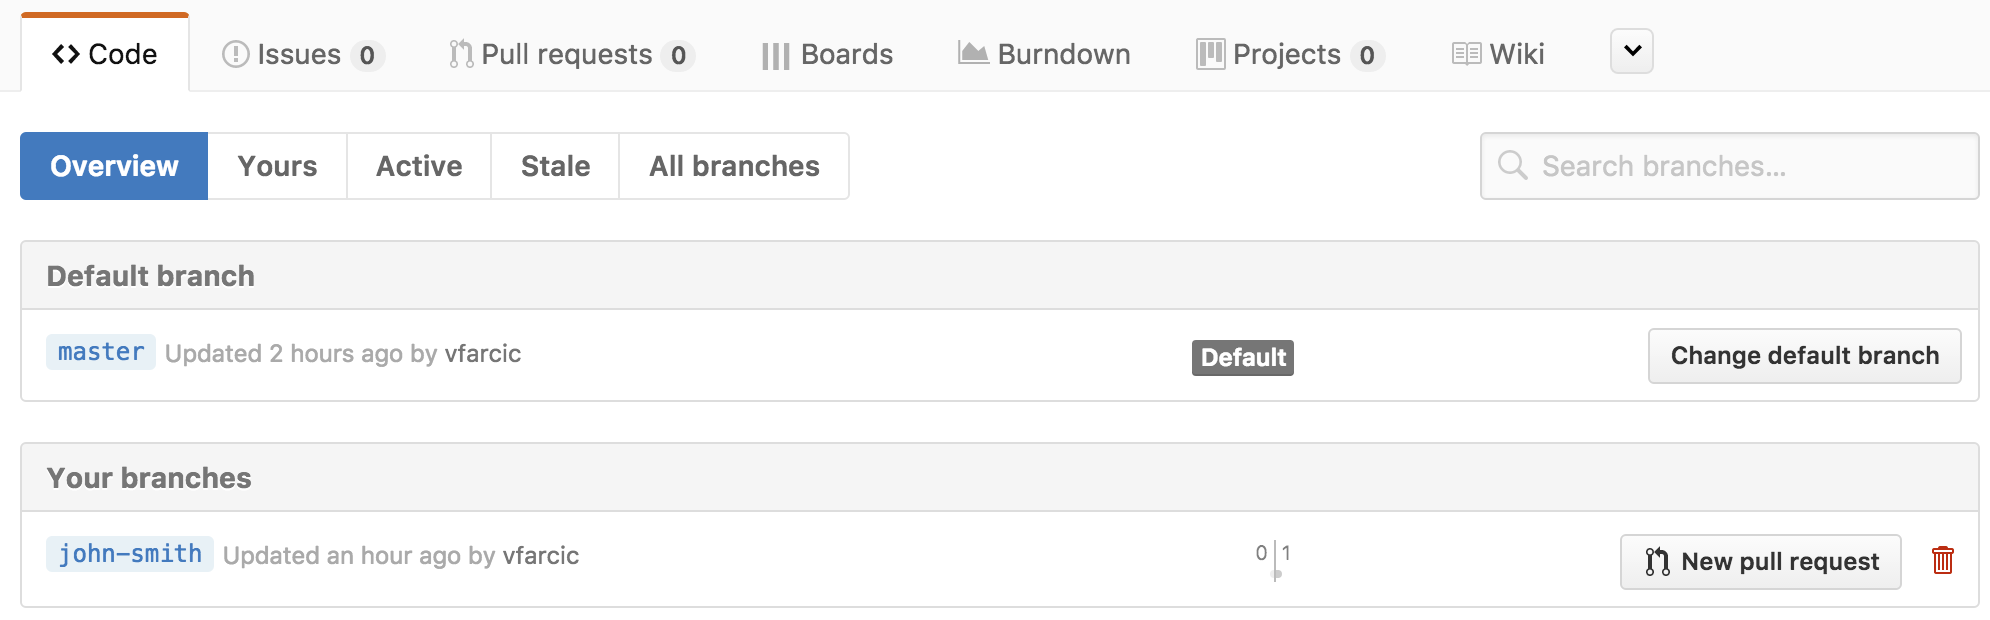 Code Issues 0 Pull requests 0 Boards Burndown Projects 0 Wiki
Overview Yours Active Stale All branches Search branches...
Default branch
master Updated 2 hours ago by vfarcic Default Change default branch
Your branches
john-smith Updated an hour ago by vfarcic 0 1 New pull request